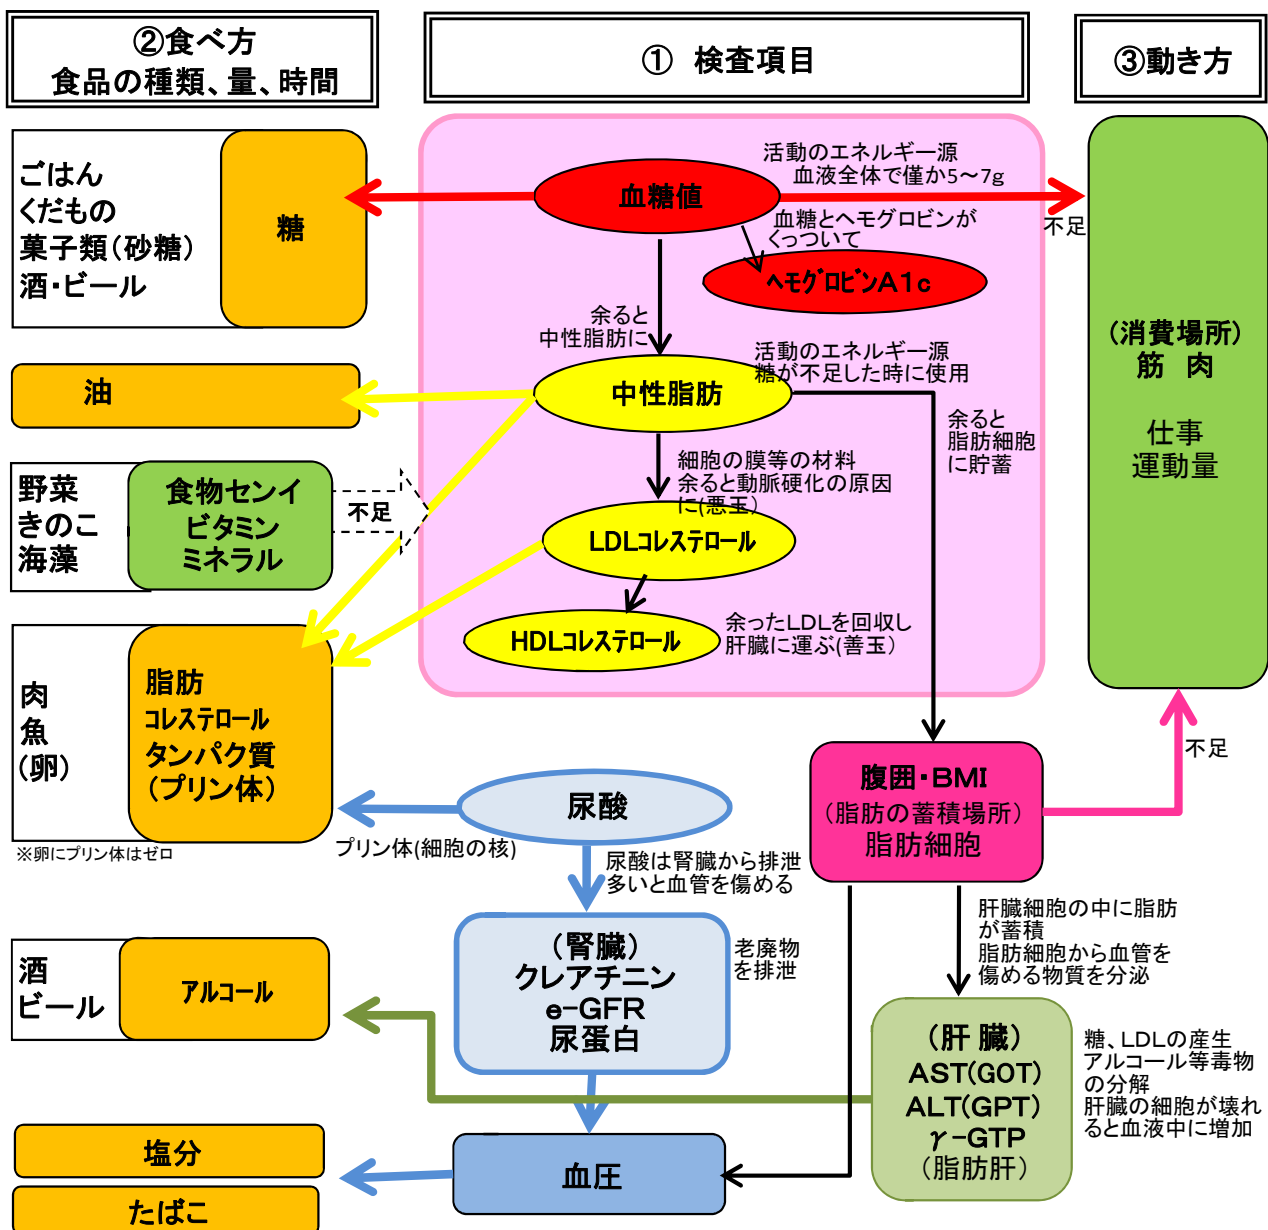 ②食べ方
食品の種類、量、時間
① 検査項目
③動き方
ごはん
くだもの
菓子類(砂糖)
酒・ビール
糖
血糖値
活動のエネルギー源
血液全体で僅か5～7g
不足
血糖とヘモグロビンが
くっついて
ヘモグロビンA1c
余ると
中性脂肪に
油
中性脂肪
活動のエネルギー源
糖が不足した時に使用
余ると
脂肪細胞
に貯蓄
(消費場所)
筋 肉
仕事
運動量
野菜
きのこ
海藻
食物センイ
ビタミン
ミネラル
不足
細胞の膜等の材料
余ると動脈硬化の原因
に(悪玉)
LDLコレステロール
HDLコレステロール
余ったLDLを回収し
肝臓に運ぶ(善玉)
肉
魚
(卵)
脂肪
コレステロール
タンパク質
(プリン体)
※卵にプリン体はゼロ
尿酸
プリン体(細胞の核)
尿酸は腎臓から排泄
多いと血管を傷める
腹囲・BMI
(脂肪の蓄積場所)
脂肪細胞
不足
肝臓細胞の中に脂肪
が蓄積
脂肪細胞から血管を
傷める物質を分泌
酒
ビール
アルコール
(腎臓)
クレアチニン
e-GFR
尿蛋白
老廃物
を排泄
(肝 臓)
AST(GOT)
ALT(GPT)
γ-GTP
(脂肪肝)
糖、LDLの産生
アルコール等毒物
の分解
肝臓の細胞が壊れ
ると血液中に増加
塩分
たばこ
血圧